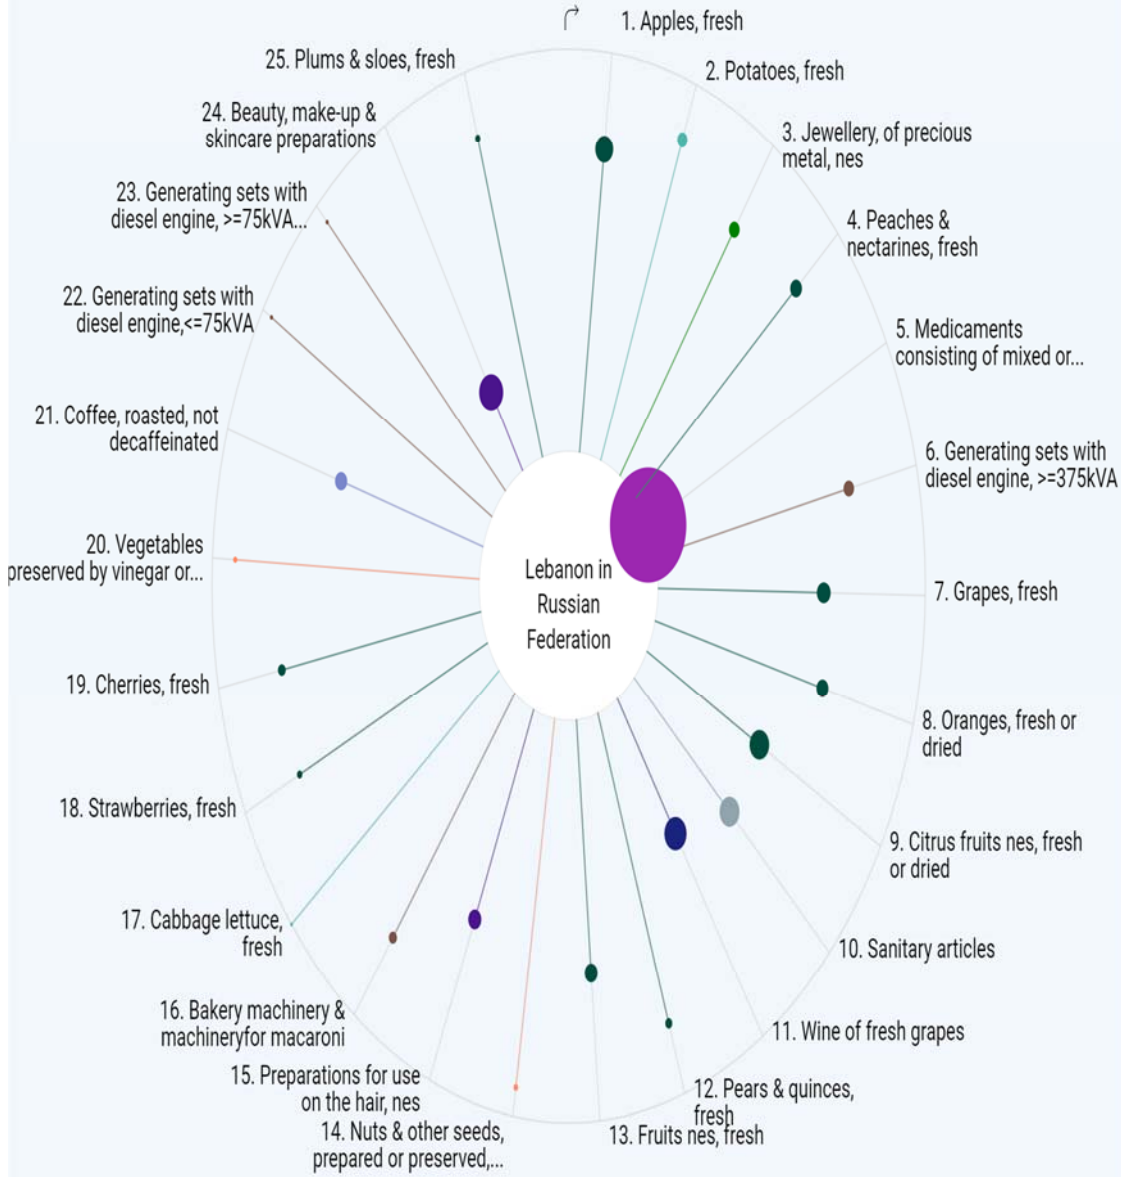 1. Apples, fresh
2. Potatoes, fresh
3. Jewellery, of precious
metal, nes
4. Peaches &
nectarines, fresh
5. Medicaments
consisting of mixed or...
6. Generating sets with
diesel engine, >=375kVA
7. Grapes, fresh
8. Oranges, fresh or
dried
9. Citrus fruits nes, fresh
or dried
10. Sanitary articles
11. Wine of fresh grapes
12. Pears & quinces,
fresh
13. Fruits nes, fresh
14. Nuts & other seeds,
prepared or preserved,...
15. Preparations for use
on the hair, nes
16. Bakery machinery &
machineryfor macaroni
17. Cabbage lettuce,
fresh
18. Strawberries, fresh
19. Cherries, fresh
20. Vegetables
preserved by vinegar or...
21. Coffee, roasted, not
decaffeinated
22. Generating sets with
diesel engine,<=75kVA
23. Generating sets with
diesel engine, >=75kVA...
24. Beauty, make-up &
skincare preparations
25. Plums & sloes, fresh
Lebanon in
Russian
Federation